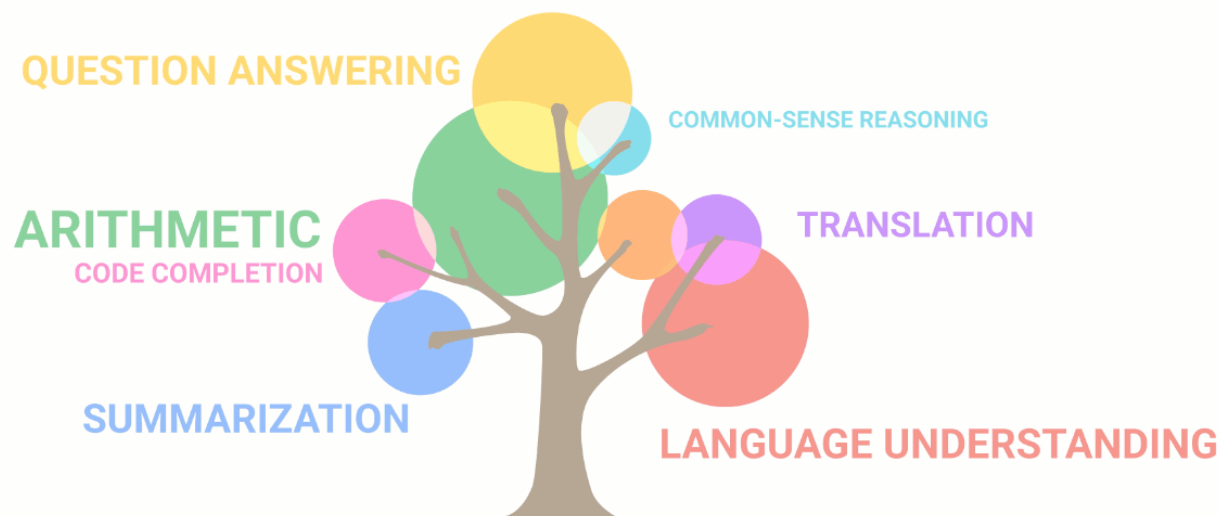 QUESTION ANSWERING
COMMON-SENSE REASONING
ARITHMETIC
TRANSLATION
CODE COMPLETION
SUMMARIZATION
LANGUAGE UNDERSTANDING